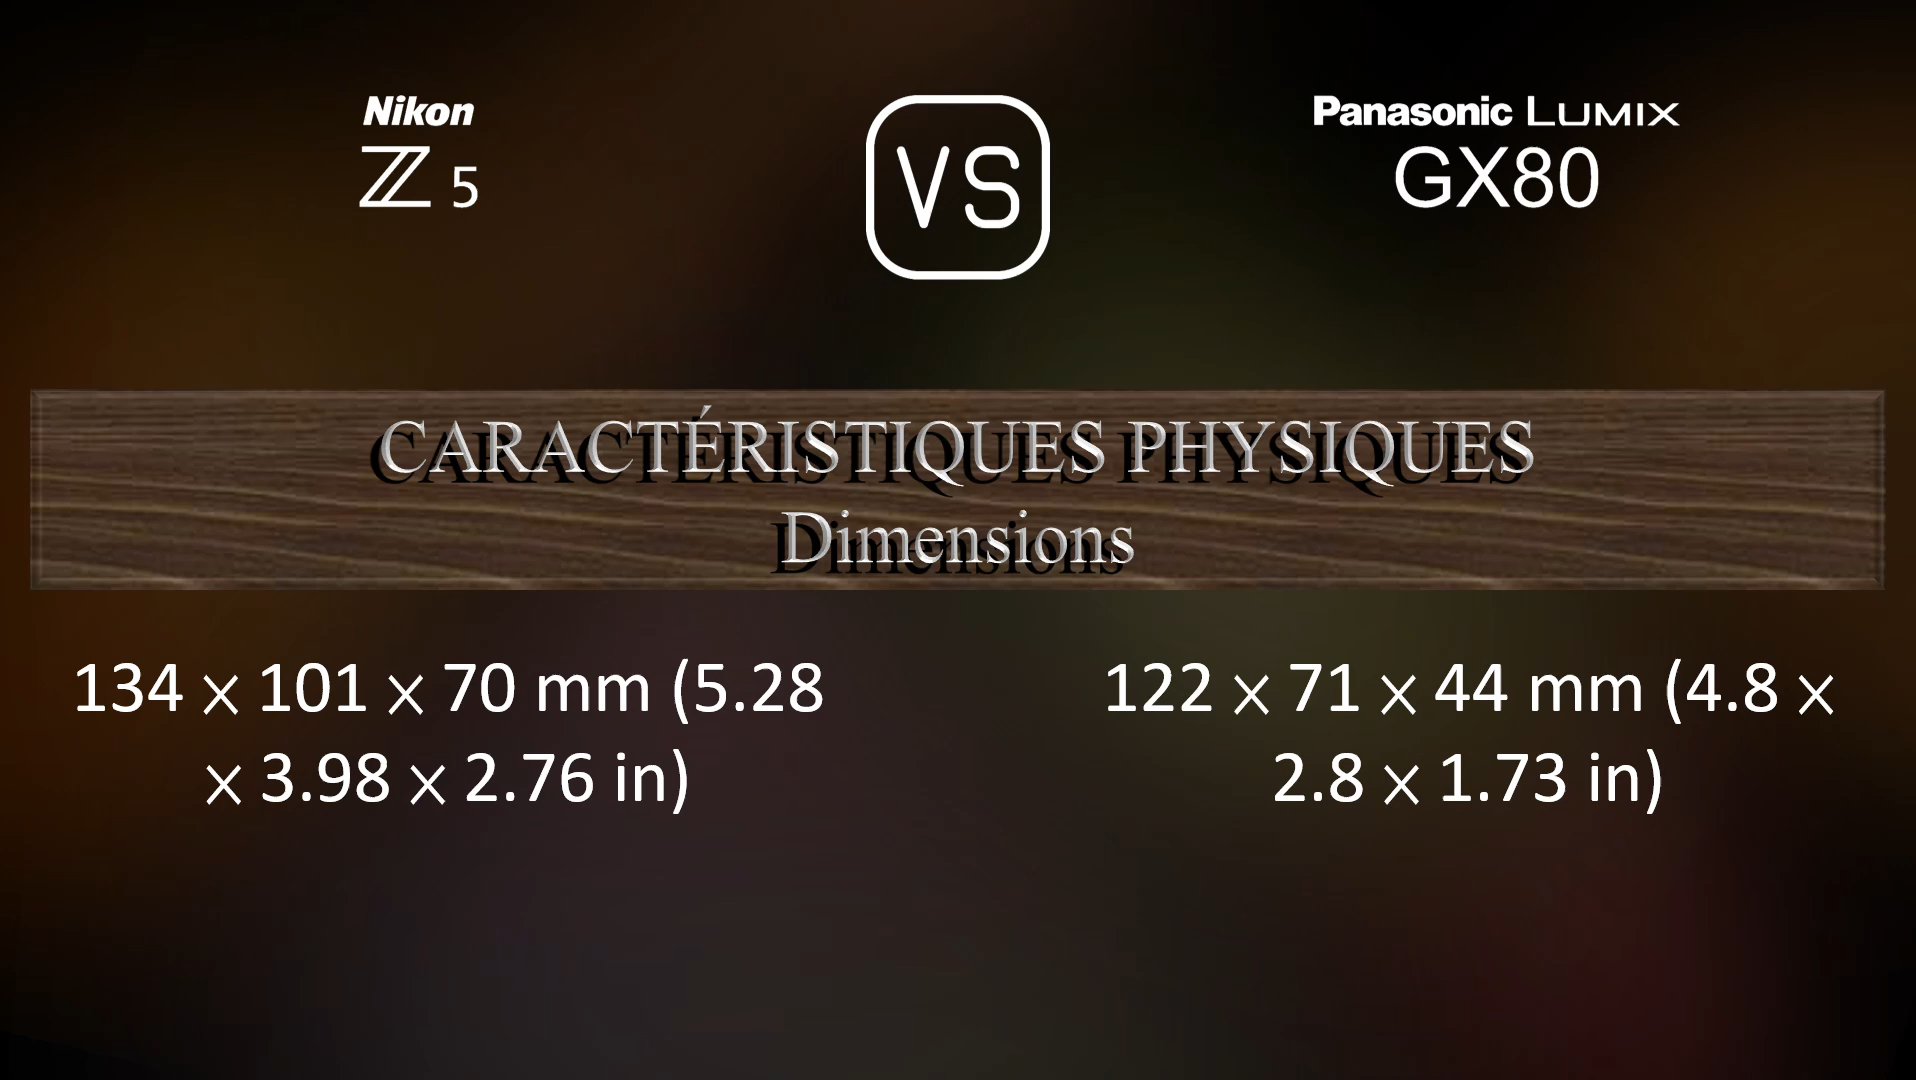 Nikon
Z 5
VS
Panasonic LUMIX
GX80
CARACTÉRISTIQUES PHYSIQUES
Dimensions
134 x 101 x 70 mm (5.28
x 3.98 x 2.76 in)
122 x 71 x 44 mm (4.8 x
2.8 x 1.73 in)